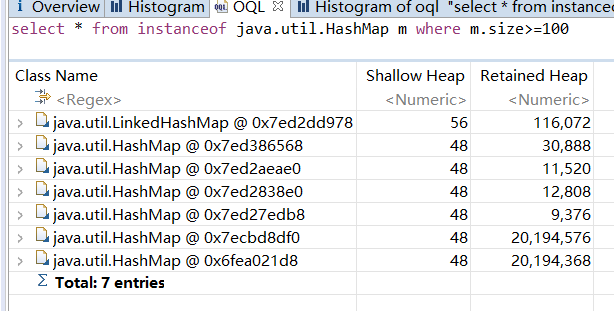 i Overview Histogram OQL Histogram of oql "select * from instanceo
select * from instanceof java.util.HashMap m where m.size>=100
Class Name Shallow Heap Retained Heap
<Regex> <Numeric> <Numeric>
java.util.LinkedHashMap @ 0x7ed2dd978 56 116,072
java.util.HashMap @ 0x7ed386568 48 30,888
java.util.HashMap @ 0x7ed2aeae0 48 11,520
java.util.HashMap @ 0x7ed2838e0 48 12,808
java.util.HashMap @ 0x7ed27edb8 48 9,376
java.util.HashMap @ 0x7ecbd8df0 48 20,194,576
java.util.HashMap @ 0x6fea021d8 48 20,194,368
Σ Total: 7 entries